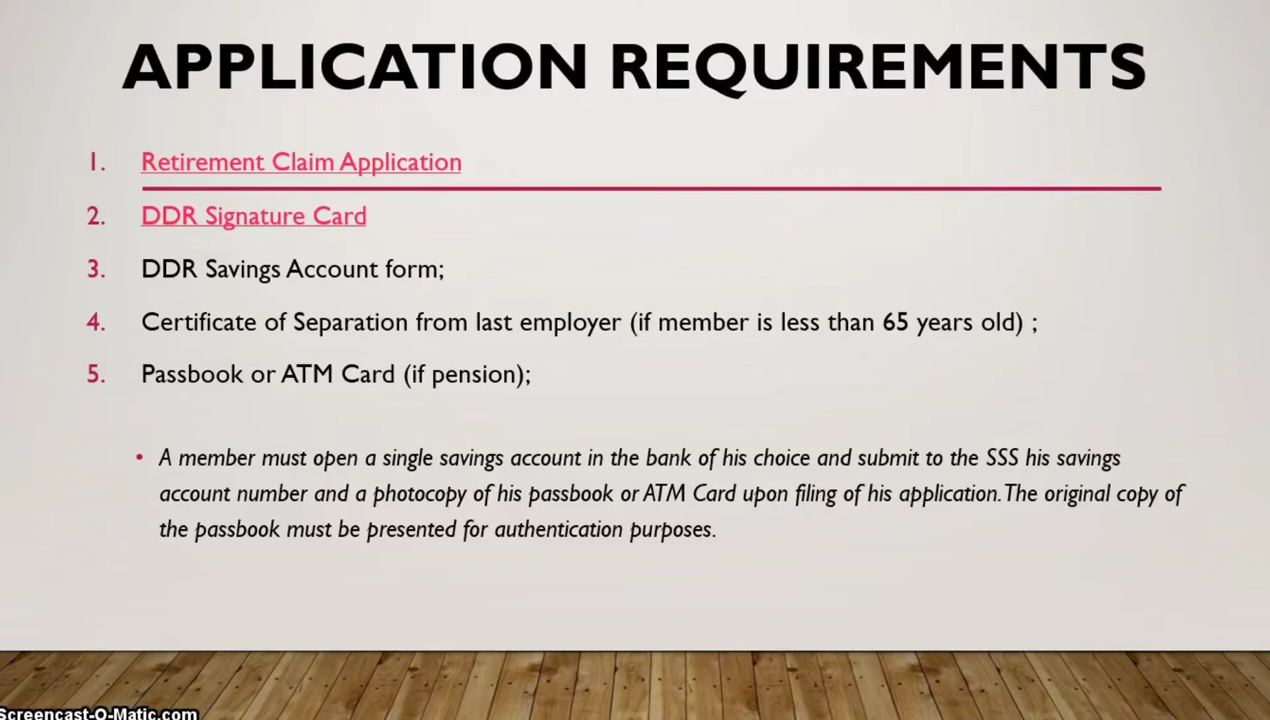 APPLICATION REQUIREMENTS
1. Retirement Claim Application
2. DDR Signature Card
3. DDR Savings Account form;
4. Certificate of Separation from last employer (if member is less than 65 years old) ;
5. Passbook or ATM Card (if pension);
• A member must open a single savings account in the bank of his choice and submit to the SSS his savings
account number and a photocopy of his passbook or ATM Card upon filing of his application. The original copy of
the passbook must be presented for authentication purposes.
Screencast-O-Matic.com